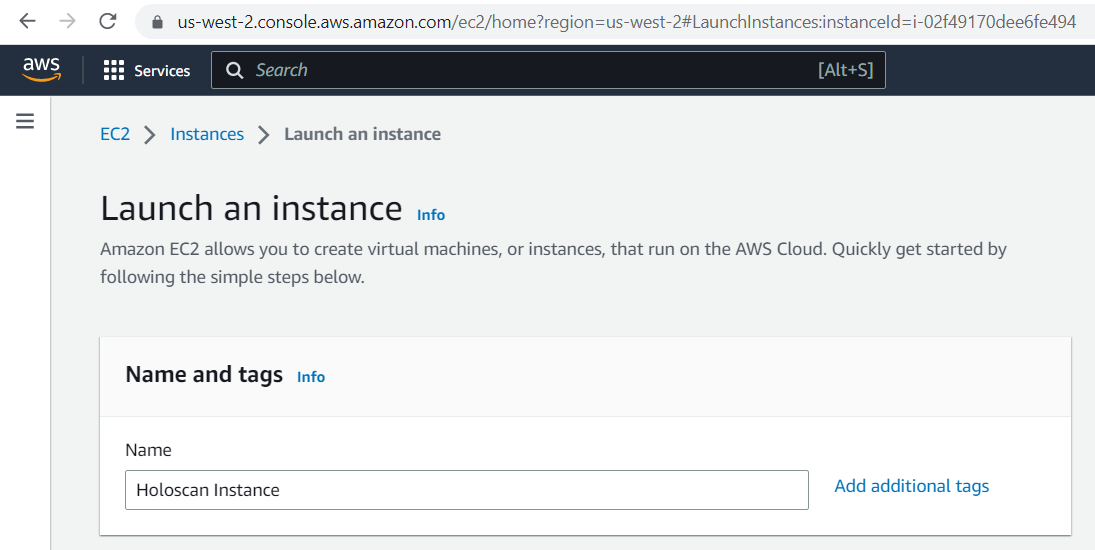 us-west-2.console.aws.amazon.com/ec2/home?region=us-west-2#LaunchInstances:instanceId=i-02f49170dee6fe494
aws Services Search [Alt+S]
EC2 Instances Launch an instance
Launch an instance Info
Amazon EC2 allows you to create virtual machines, or instances, that run on the AWS Cloud. Quickly get started by
following the simple steps below.
Name and tags Info
Name
Holoscan Instance Add additional tags